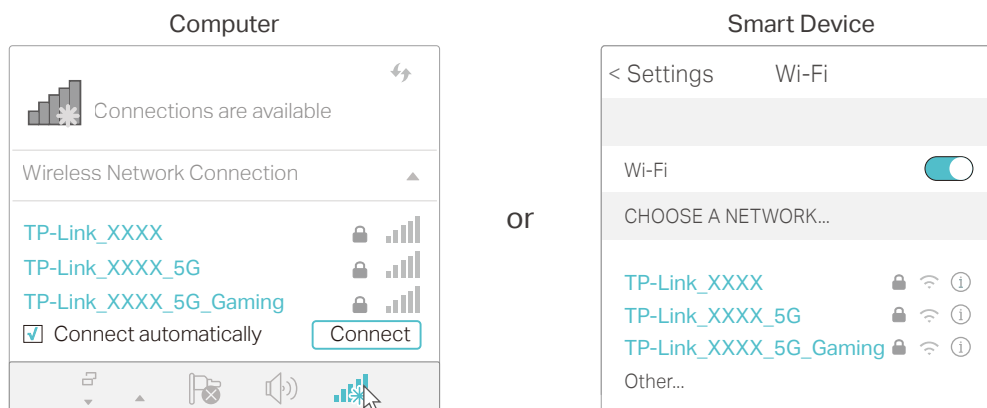 Computer
Connections are available
Wireless Network Connection
TP-Link_XXXX
TP-Link_XXXX_5G
TP-Link_XXXX_5G_Gaming
Connect automatically
Connect
or
Smart Device
< Settings Wi-Fi
Wi-Fi
CHOOSE A NETWORK...
TP-Link_XXXX
TP-Link_XXXX_5G
TP-Link_XXXX_5G_Gaming
Other...